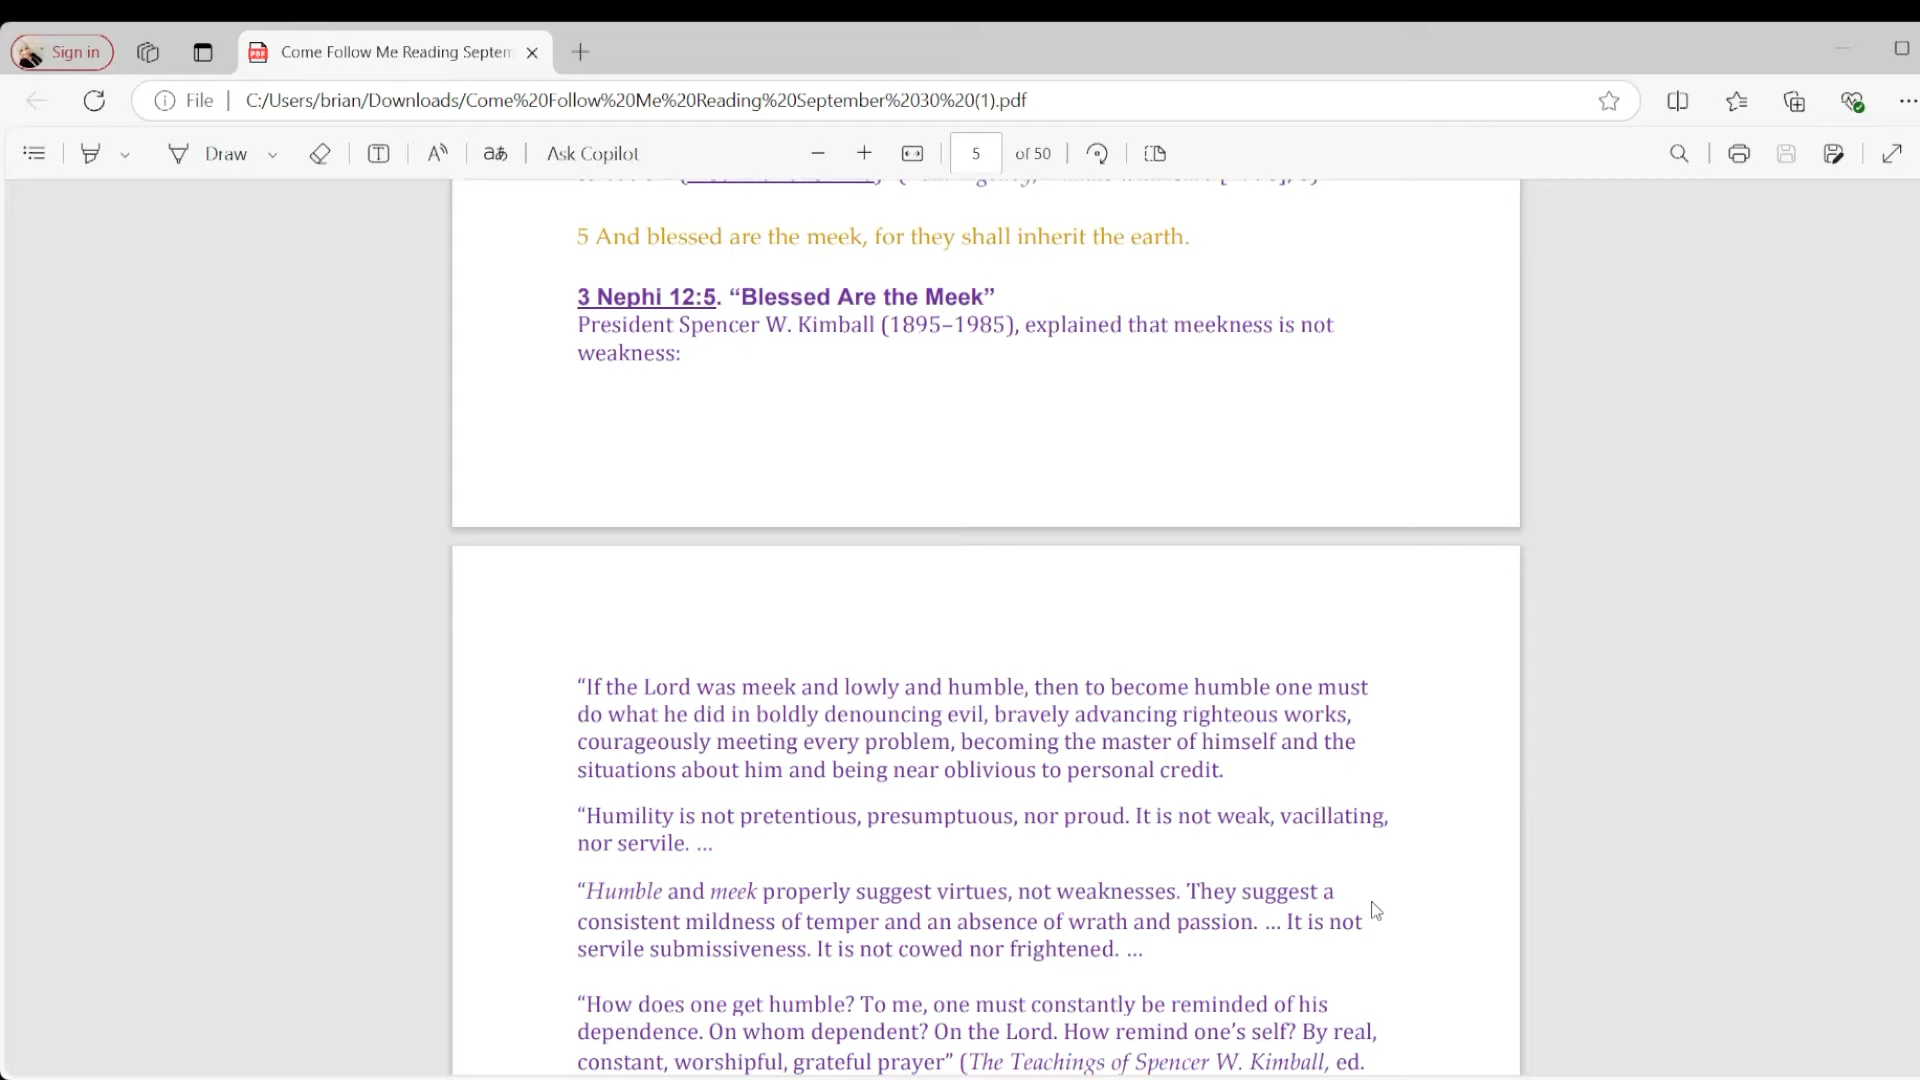 Sign in
Come Follow Me Reading Septem
File
C:/Users/brian/Downloads/Come%20Follow%20Me%20Reading%20September%2030%20(1).pdf
Draw
Ask Copilot
5
of 50
5 And blessed are the meek, for they shall inherit the earth.
3 Nephi 12:5. “Blessed Are the Meek”
President Spencer W. Kimball (1895–1985), explained that meekness is not
weakness:
“If the Lord was meek and lowly and humble, then to become humble one must
do what he did in boldly denouncing evil, bravely advancing righteous works,
courageously meeting every problem, becoming the master of himself and the
situations about him and being near oblivious to personal credit.
“Humility is not pretentious, presumptuous, nor proud. It is not weak, vacillating,
nor servile. …
“Humble and meek properly suggest virtues, not weaknesses. They suggest a
consistent mildness of temper and an absence of wrath and passion. … It is not
servile submissiveness. It is not cowed nor frightened. …
“How does one get humble? To me, one must constantly be reminded of his
dependence. On whom dependent? On the Lord. How remind one’s self? By real,
constant, worshipful, grateful prayer” (The Teachings of Spencer W. Kimball, ed.